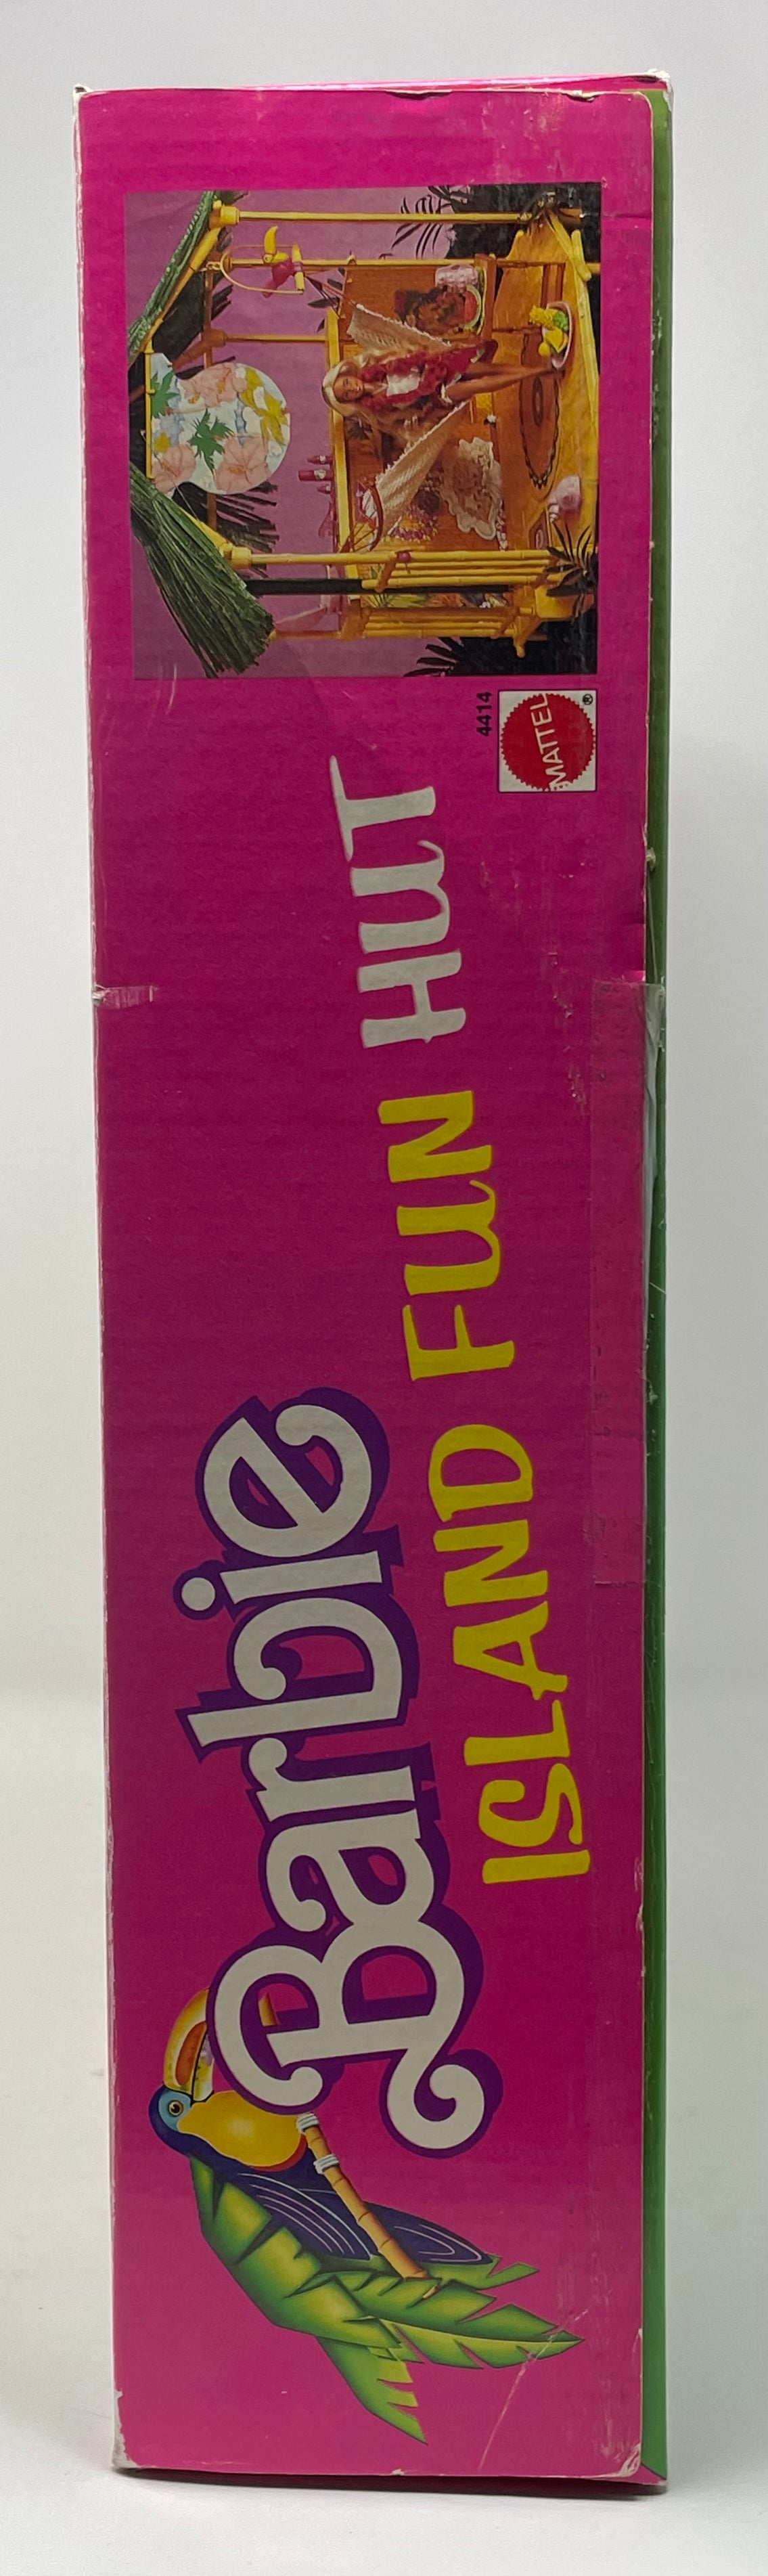 Barbie
ISLAND FUN HUT
4414
MATTEL
®